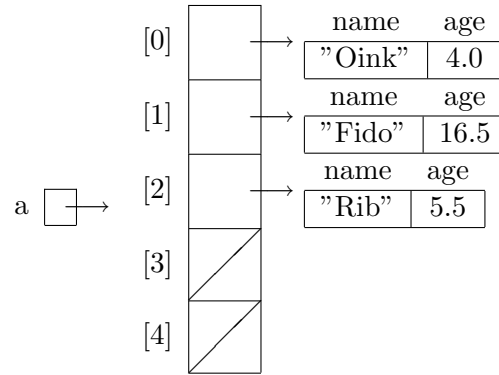 name age
[0] "Oink" 4.0
name age
[1] "Fido" 16.5
name age
a [2] "Rib" 5.5
[3]
[4]